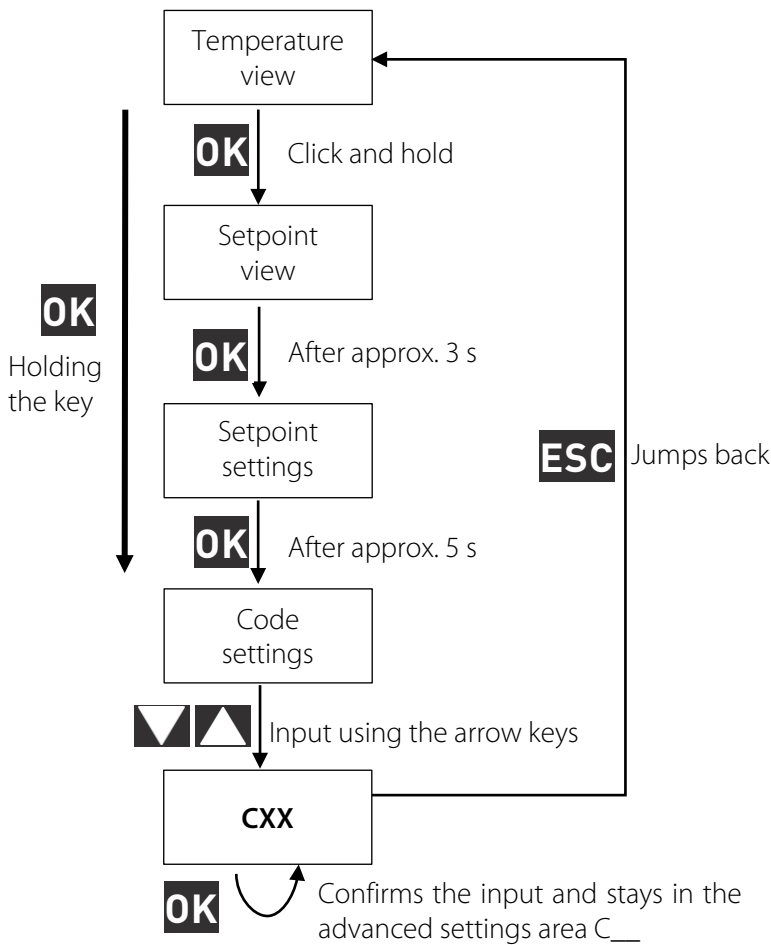 Temperature
view
OK
Click and hold
Setpoint
view
OK
Holding
the key
OK
After approx. 3 s
Setpoint
settings
ESC
Jumps back
OK
After approx. 5 s
Code
settings
Input using the arrow keys
CXX
OK
Confirms the input and stays in the
advanced settings area C__